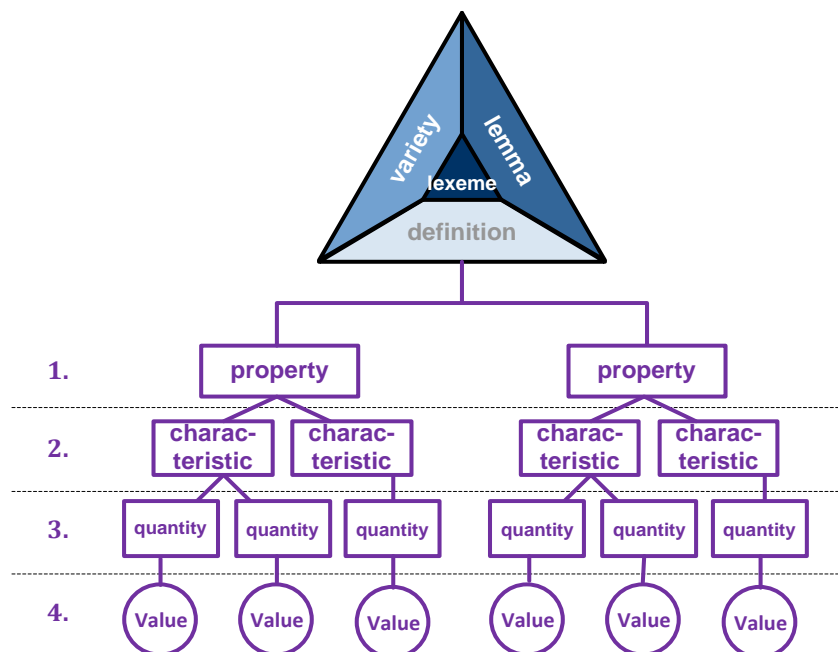 variety
lemma
lexeme
definition
1.
property
property
2.
charac-
teristic
charac-
teristic
charac-
teristic
charac-
teristic
3.
quantity
quantity
quantity
quantity
quantity
quantity
4.
Value
Value
Value
Value
Value
Value